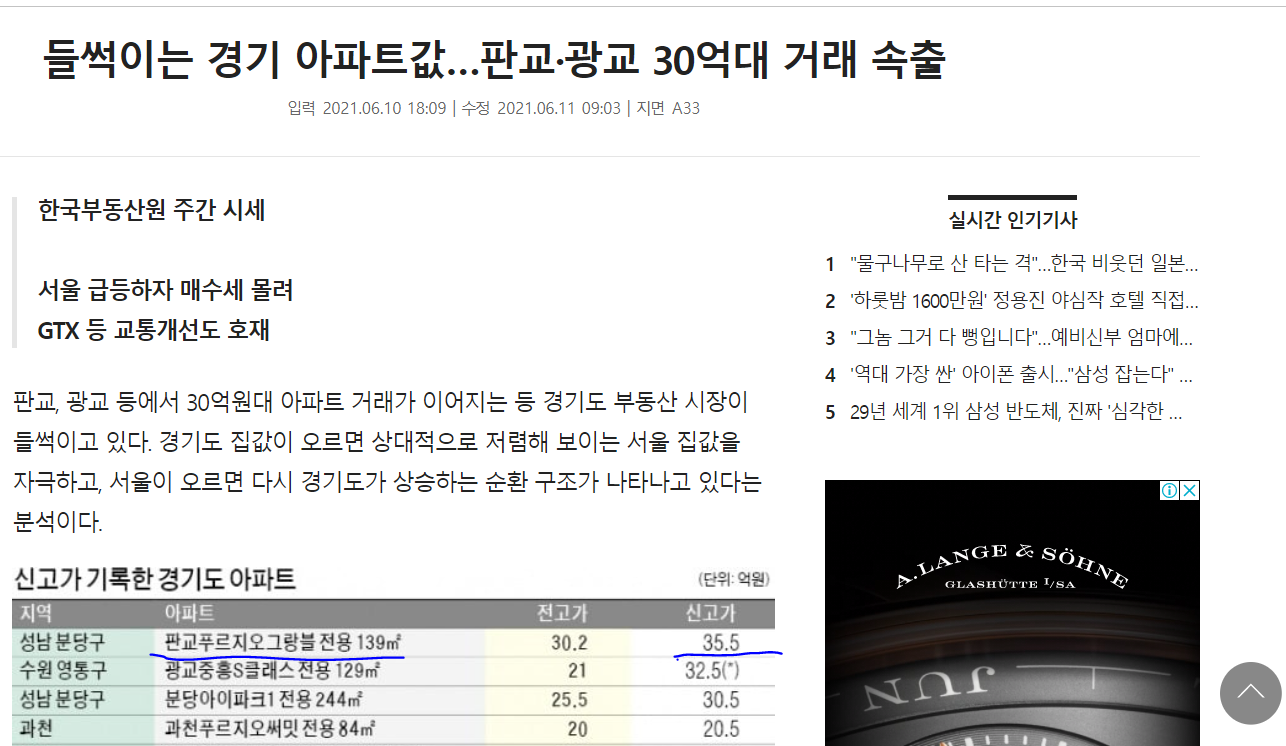 들썩이는 경기 아파트값…판교·광교 30억대 거래 속출
입력 2021.06.10 18:09 | 수정 2021.06.11 09:03 | 지면 A33
한국부동산원 주간 시세
서울 급등하자 매수세 몰려
GTX 등 교통개선도 호재
판교, 광교 등에서 30억원대 아파트 거래가 이어지는 등 경기도 부동산 시장이
들썩이고 있다. 경기도 집값이 오르면 상대적으로 저렴해 보이는 서울 집값을
자극하고, 서울이 오르면 다시 경기도가 상승하는 순환 구조가 나타나고 있다는
분석이다.
신고가 기록한 경기도 아파트 (단위: 억원)
지역 아파트 전고가 신고가
성남 분당구 판교푸르지오그랑블 전용 139㎡ 30.2 35.5
수원 영통구 광교중흥S클래스 전용 129㎡ 21 32.5(*)
성남 분당구 분당아이파크1 전용 244㎡ 25.5 30.5
과천 과천푸르지오써밋 전용 84㎡ 20 20.5
실시간 인기기사
1 "물구나무로 산 타는 격"…한국 비웃던 일본...
2 '하룻밤 1600만원' 정용진 야심작 호텔 직접...
3 "그놈 그거 다 뻥입니다"…예비신부 엄마에...
4 '역대 가장 싼' 아이폰 출시…"삼성 잡는다" ...
5 29년 세계 1위 삼성 반도체, 진짜 '심각한 ...
A. LANGE & SÖHNE
GLASHÜTTE I/SA
JUN